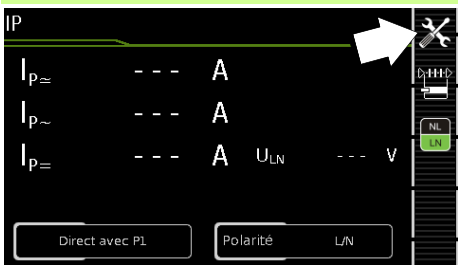 IP
IP≂ --- A
IP~ --- A
NL
LN
IP= --- A ULN --- V
Direct avec P1 Polarité L/N